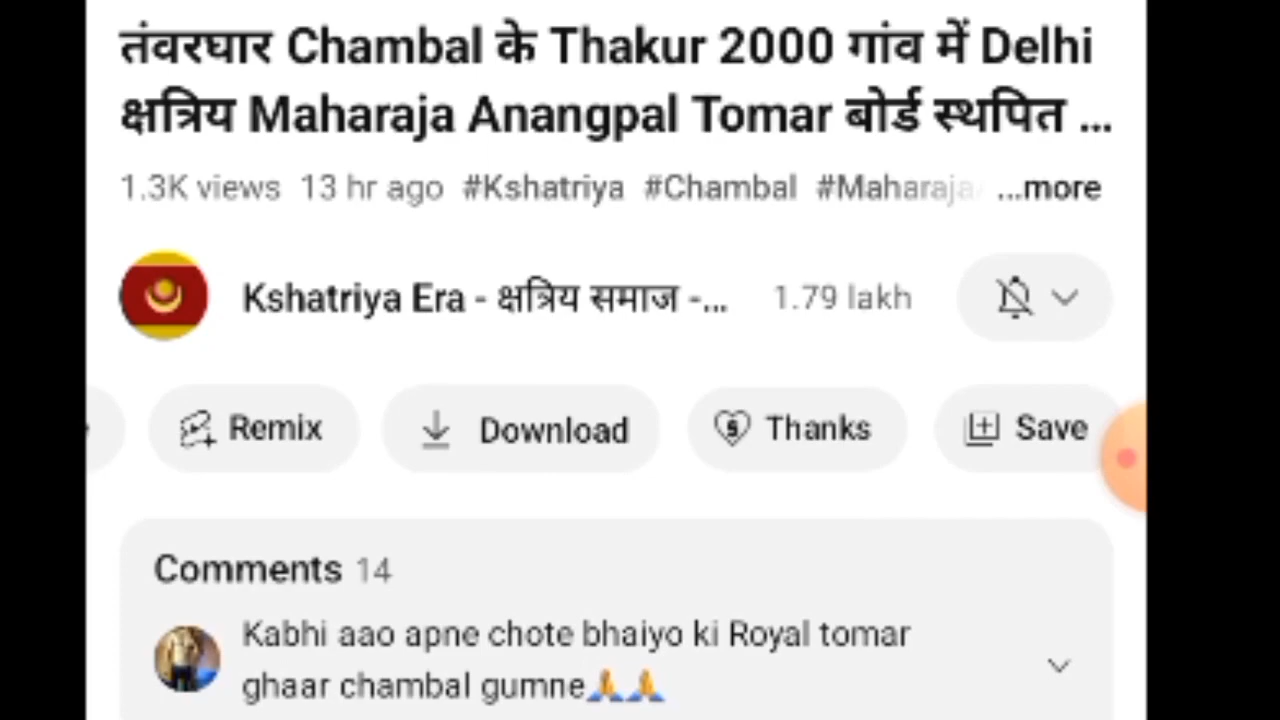 तंवरघार Chambal के Thakur 2000 गांव में Delhi
क्षत्रिय Maharaja Anangpal Tomar बोर्ड स्थपित ...
1.3K views 13 hr ago #Kshatriya #Chambal #Maharaja ...more
Kshatriya Era - क्षत्रिय समाज -... 1.79 lakh
Remix Download Thanks Save
Comments 14
Kabhi aao apne chote bhaiyo ki Royal tomar
ghaar chambal gumne🙏🙏